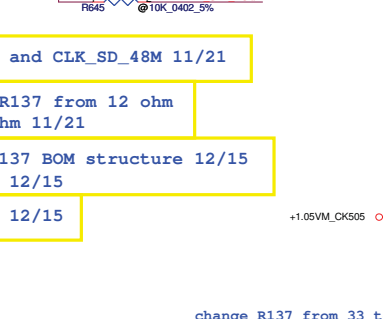 R645 @10K_0402_5%
and CLK_SD_48M 11/21
R137 from 12 ohm
hm 11/21
137 BOM structure 12/15
12/15
12/15
+1.05VM_CK505
change R137 from 33 t